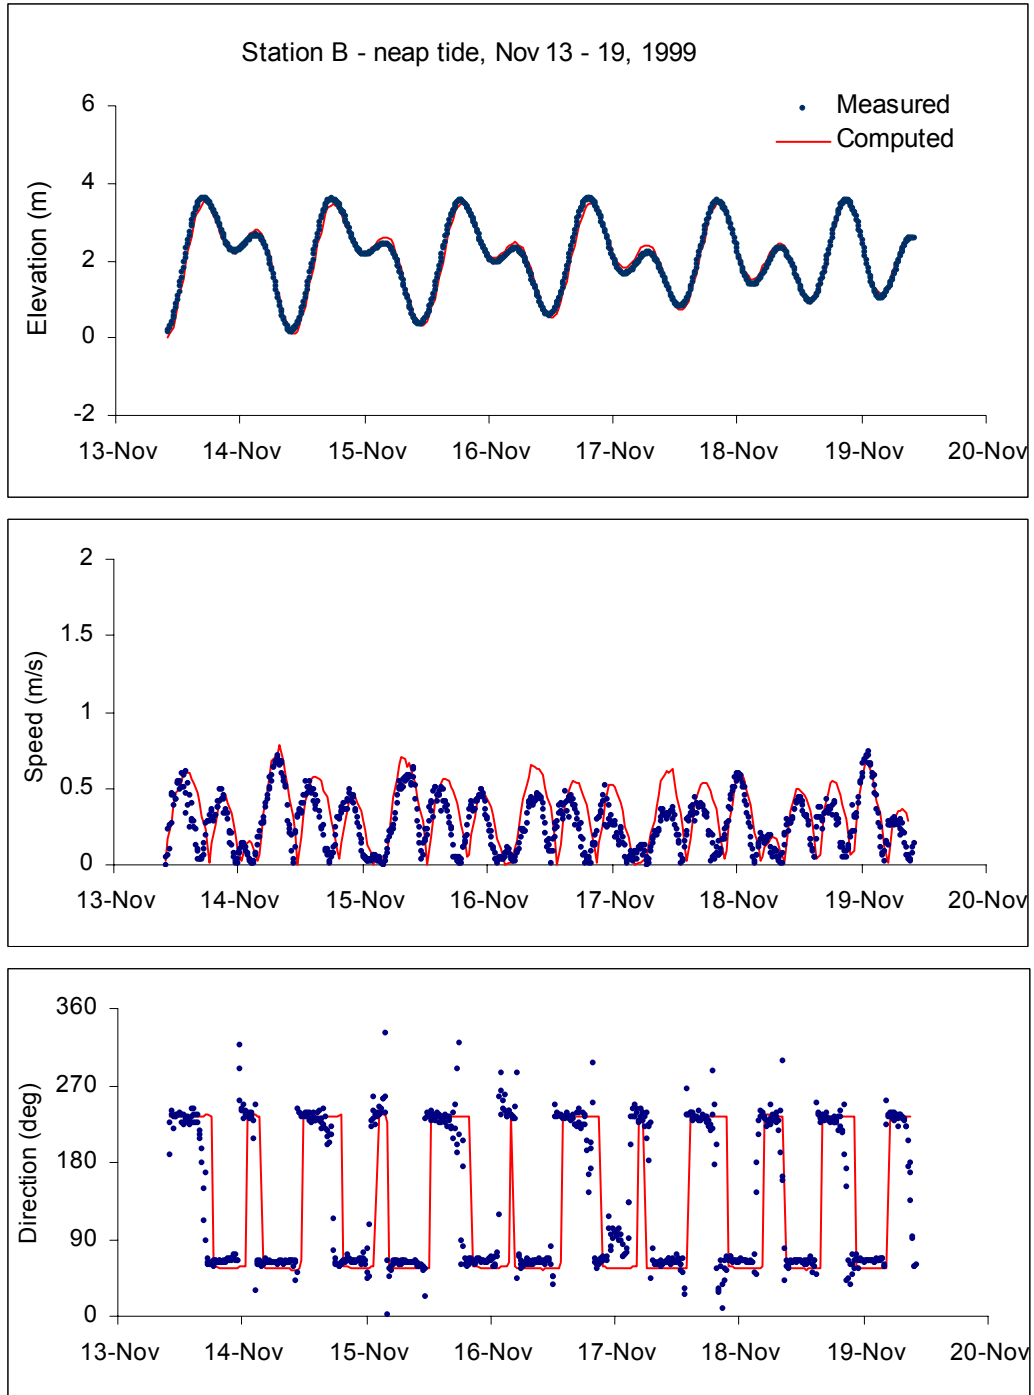 Station B - neap tide, Nov 13 - 19, 1999
Measured
Computed
Elevation (m)
6
4
2
0
-2
13-Nov 14-Nov 15-Nov 16-Nov 17-Nov 18-Nov 19-Nov 20-Nov
Speed (m/s)
2
1.5
1
0.5
0
13-Nov 14-Nov 15-Nov 16-Nov 17-Nov 18-Nov 19-Nov 20-Nov
Direction (deg)
360
270
180
90
0
13-Nov 14-Nov 15-Nov 16-Nov 17-Nov 18-Nov 19-Nov 20-Nov